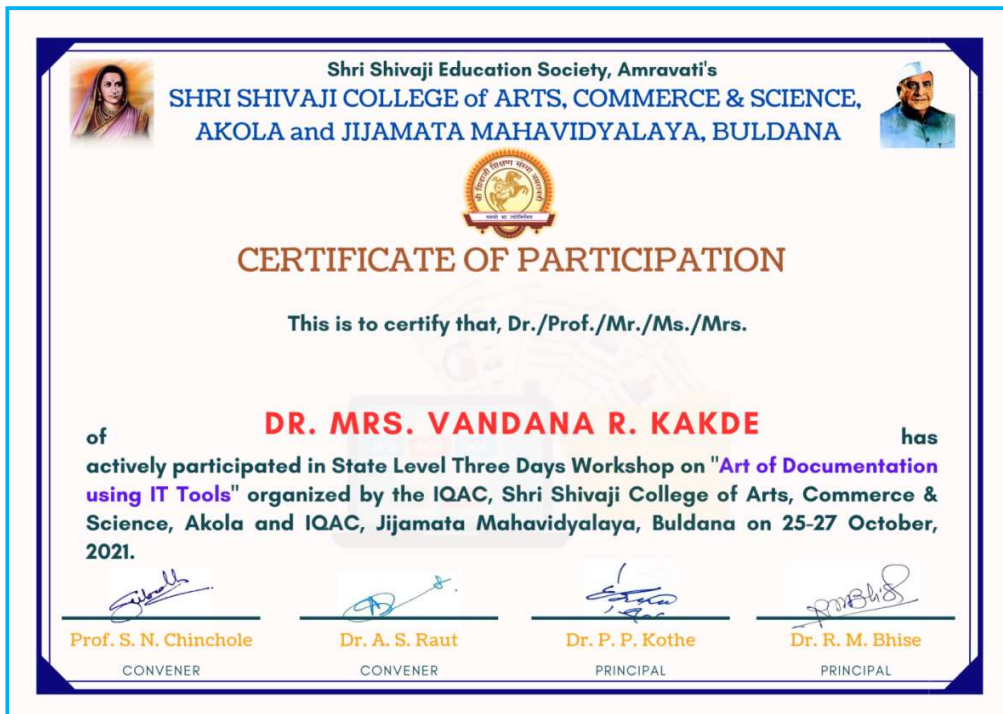 Shri Shivaji Education Society, Amravati's
SHRI SHIVAJI COLLEGE of ARTS, COMMERCE & SCIENCE,
AKOLA and JIJAMATA MAHAVIDYALAYA, BULDANA
श्री शिवाजी शिक्षण संस्था अमरावती
CERTIFICATE OF PARTICIPATION
This is to certify that, Dr./Prof./Mr./Ms./Mrs.
DR. MRS. VANDANA R. KAKDE
of has
actively participated in State Level Three Days Workshop on "Art of Documentation
using IT Tools" organized by the IQAC, Shri Shivaji College of Arts, Commerce &
Science, Akola and IQAC, Jijamata Mahavidyalaya, Buldana on 25-27 October,
2021.
Prof. S. N. Chinchole Dr. A. S. Raut Dr. P. P. Kothe Dr. R. M. Bhise
CONVENER CONVENER PRINCIPAL PRINCIPAL